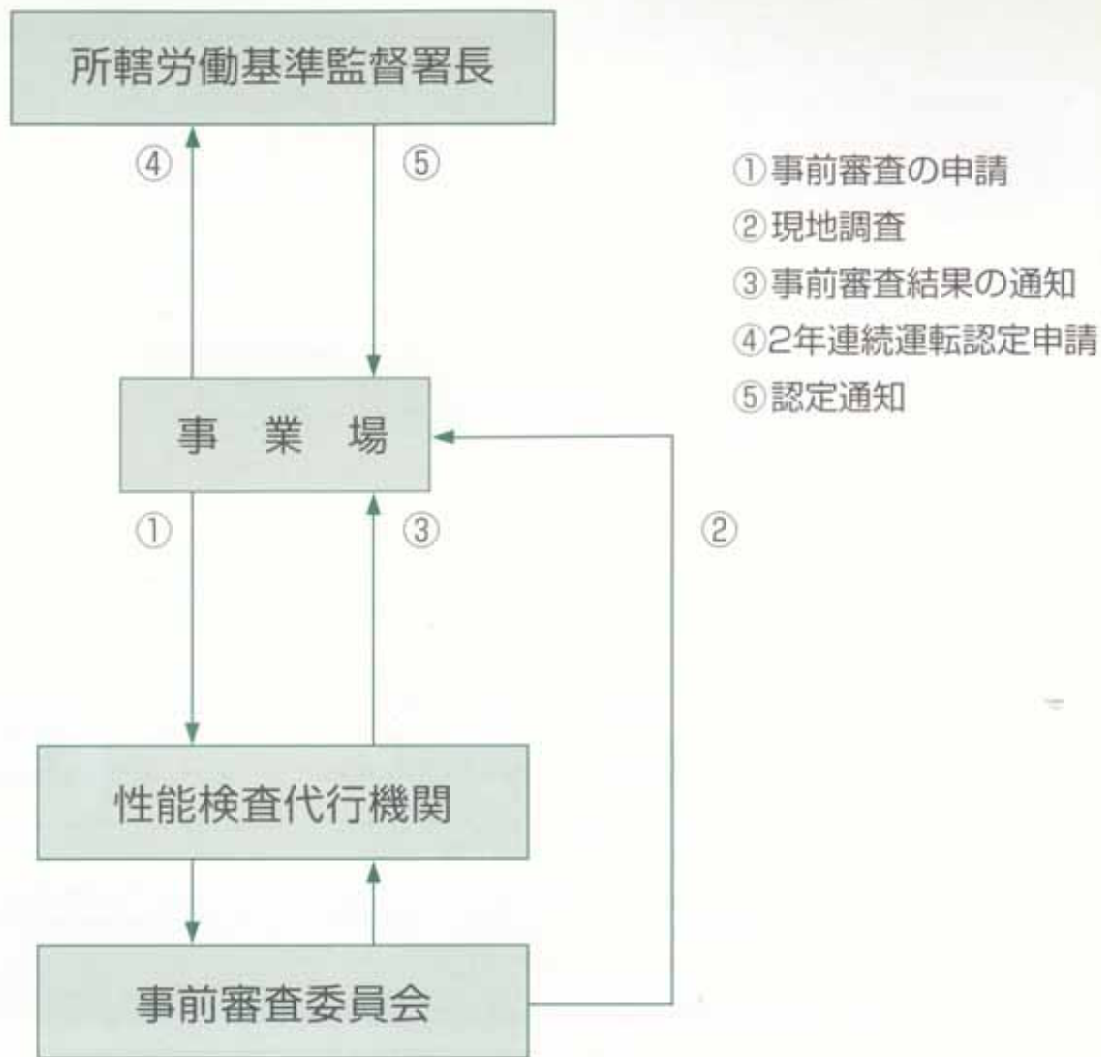 所轄労働基準監督署長
④
⑤
①事前審査の申請
②現地調査
③事前審査結果の通知
④2年連続運転認定申請
⑤認定通知
事 業 場
①
③
②
性能検査代行機関
事前審査委員会